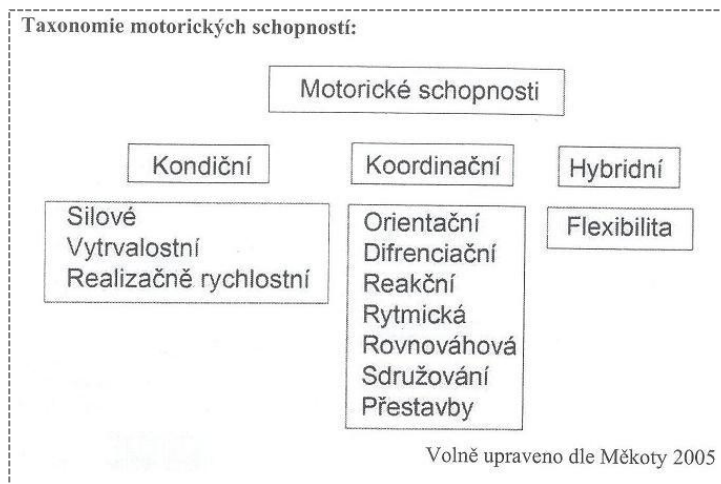 Taxonomie motorických schopností:
Motorické schopnosti
Kondiční
Koordinační
Hybridní
Silové
Vytrvalostní
Realizačně rychlostní
Orientační
Difrenciační
Reakční
Rytmická
Rovnováhová
Sdružování
Přestavby
Flexibilita
Volně upraveno dle Měkoty 2005